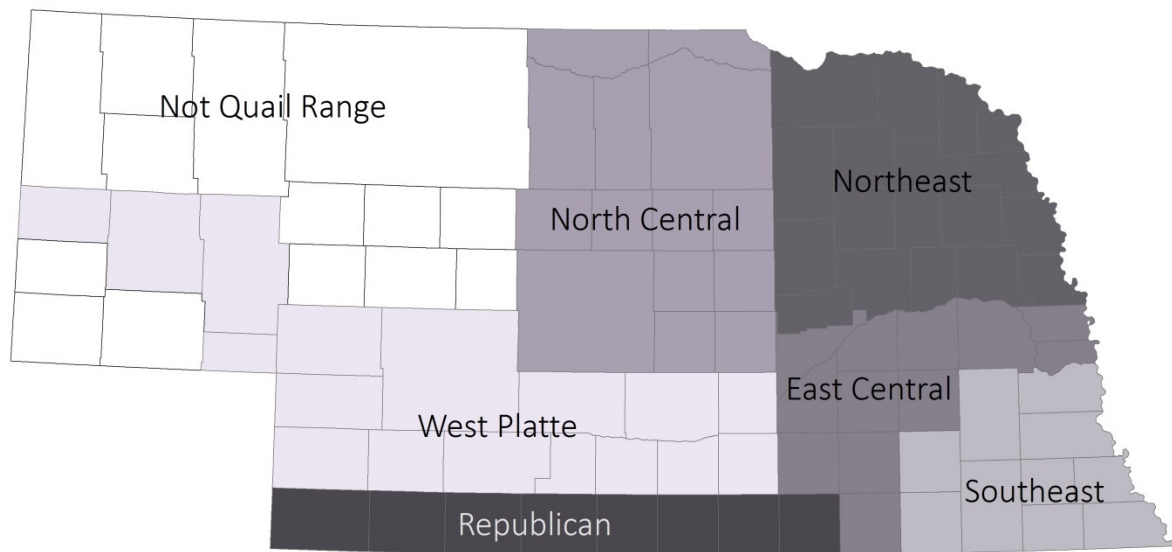 Not Quail Range
Northeast
North Central
East Central
West Platte
Southeast
Republican